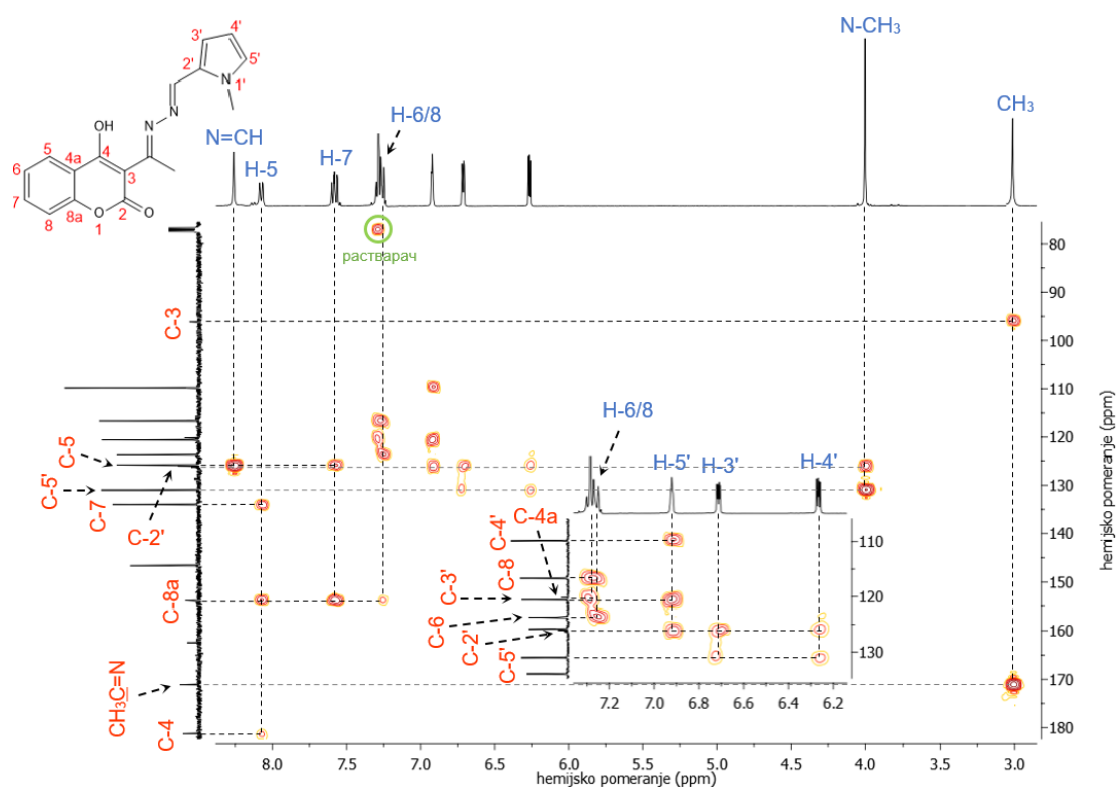 N-CH₃
CH₃
H-6/8
N=CH
H-5
H-7
3'
4'
2'
5'
1'
N
N
N
OH
5
4
4a
6
3
7
8a
2
8
O
O
1
растварач
C-3
C-5
C-5'
C-7
C-2'
C-8a
CH₃C=N
C-4
H-6/8
H-5'
H-3'
H-4'
C-4a
C-4'
C-8
C-3'
C-6
C-2'
C-5'
110
120
130
7.2 7.0 6.8 6.6 6.4 6.2
80
90
100
110
120
130
140
150
160
170
180
hemijsko pomeranje (ppm)
8.0 7.5 7.0 6.5 6.0 5.5 5.0 4.5 4.0 3.5 3.0
hemijsko pomeranje (ppm)